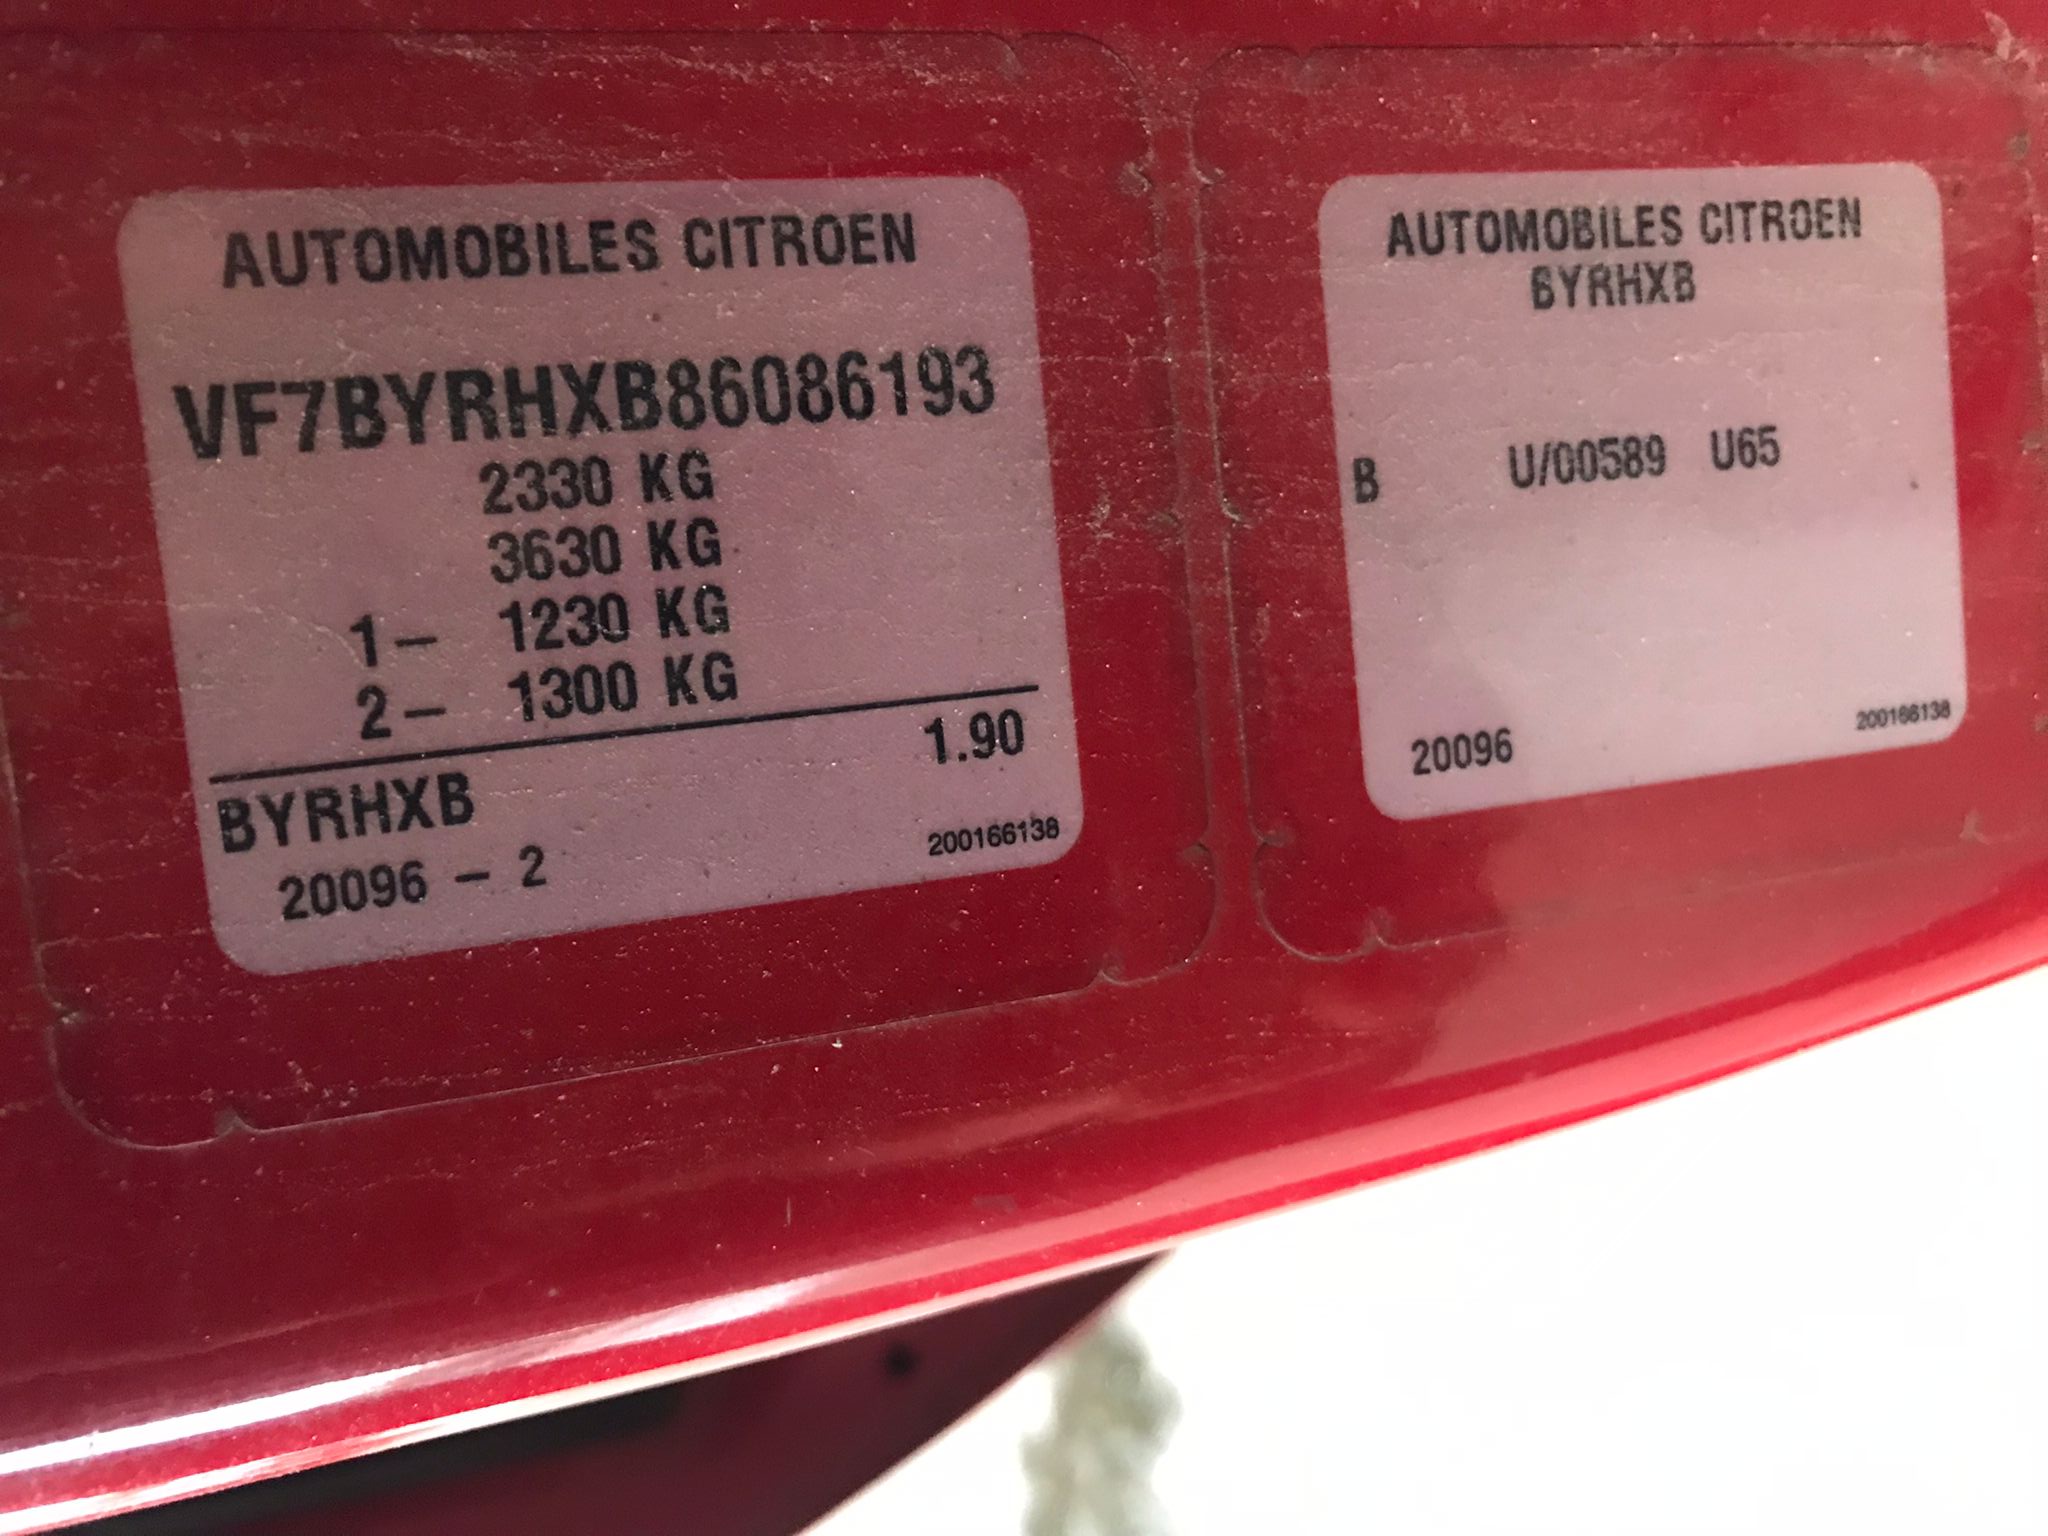 AUTOMOBILES CITROEN
VF7BYRHXB86086193
2330 KG
3630 KG
1- 1230 KG
2- 1300 KG
1.90
BYRHXB
20096 - 2
200166138
AUTOMOBILES CITROEN
BYRHXB
B U/00589 U65
20096
200166138